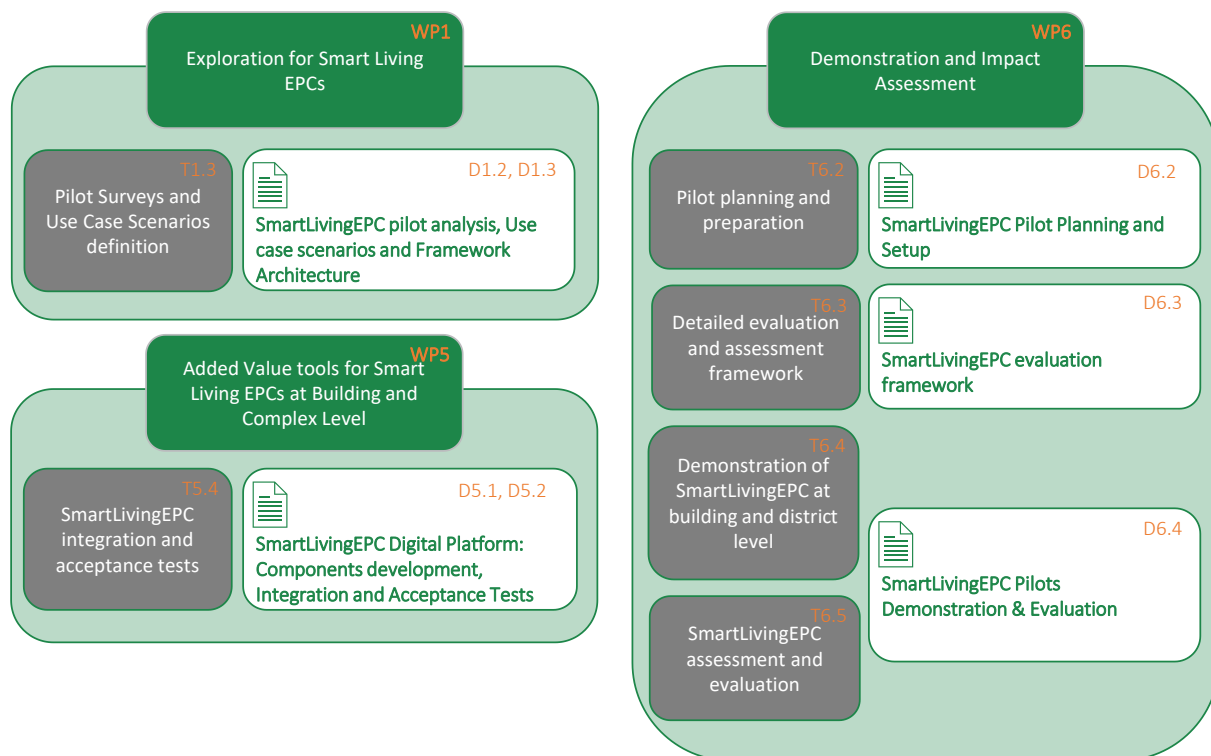 WP1
Exploration for Smart Living
EPCs
T1.3
Pilot Surveys and
Use Case Scenarios
definition
D1.2, D1.3
SmartLivingEPC pilot analysis, Use
case scenarios and Framework
Architecture
WP5
Added Value tools for Smart
Living EPCs at Building and
Complex Level
T5.4
SmartLivingEPC
integration and
acceptance tests
D5.1, D5.2
SmartLivingEPC Digital Platform:
Components development,
Integration and Acceptance Tests
WP6
Demonstration and Impact
Assessment
T6.2
Pilot planning and
preparation
D6.2
SmartLivingEPC Pilot Planning and
Setup
T6.3
Detailed evaluation
and assessment
framework
D6.3
SmartLivingEPC evaluation
framework
T6.4
Demonstration of
SmartLivingEPC at
building and district
level
T6.5
SmartLivingEPC
assessment and
evaluation
D6.4
SmartLivingEPC Pilots
Demonstration & Evaluation